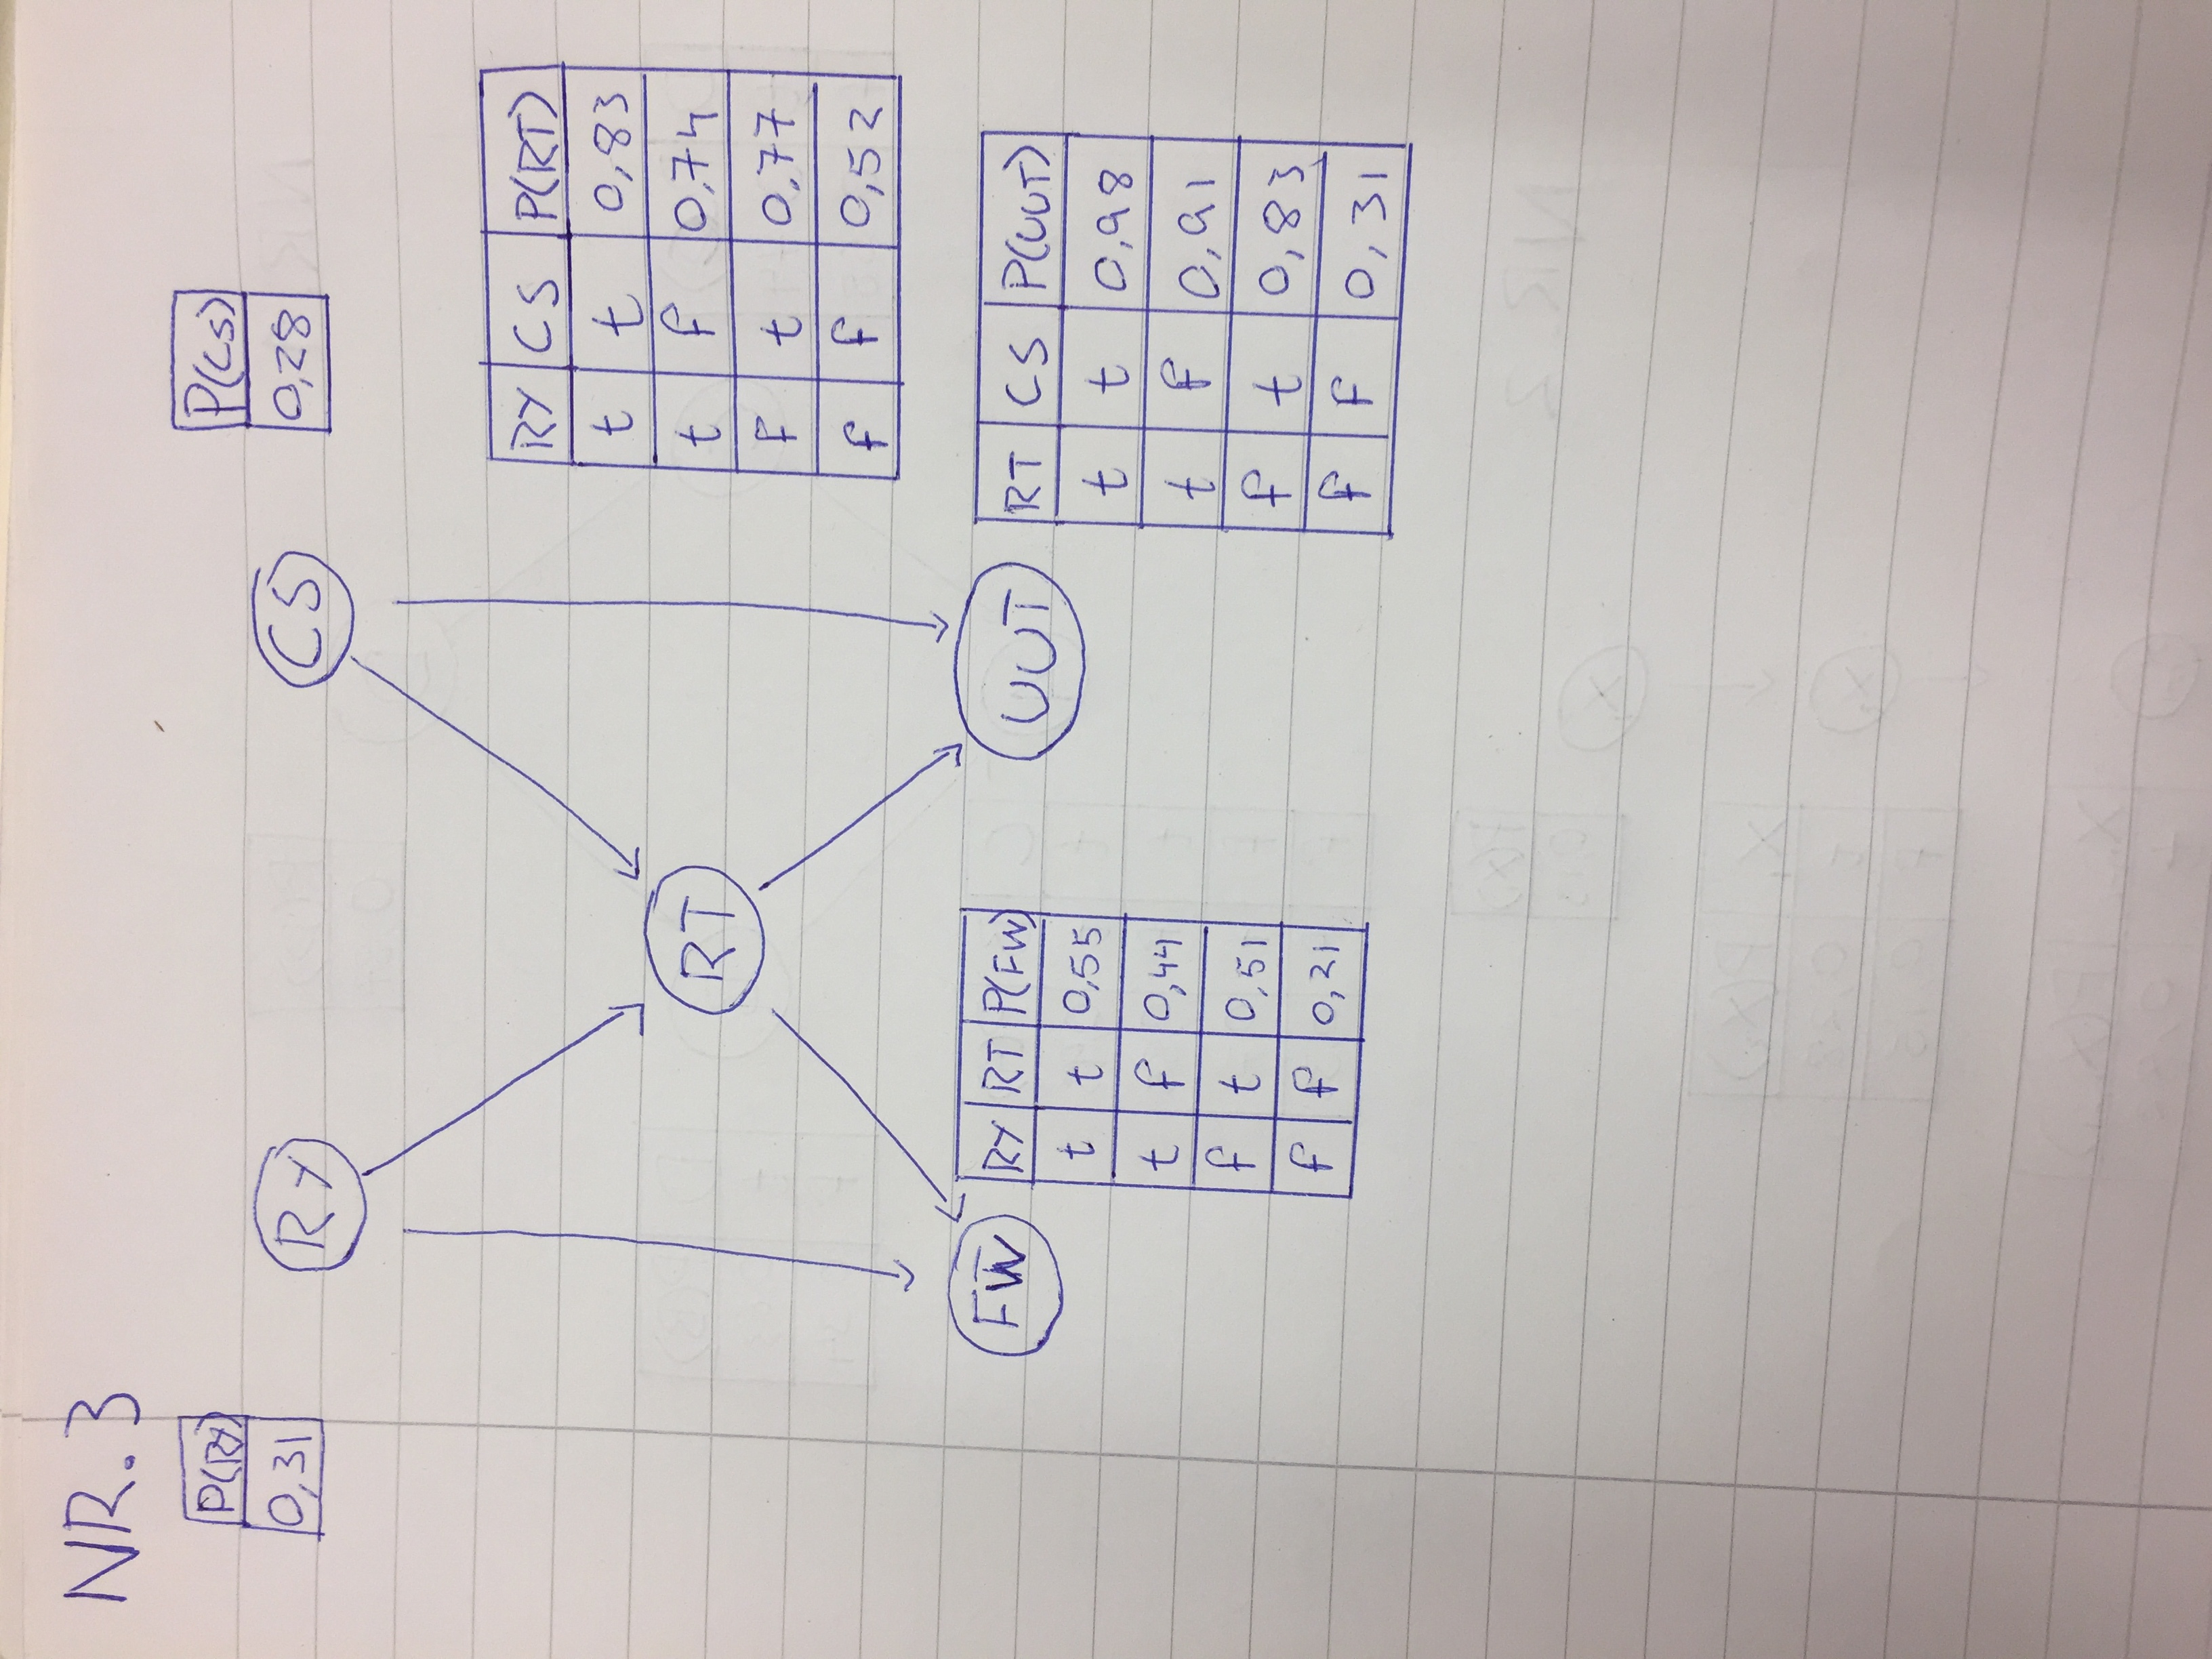 NR. 3
P(RY)
0,31
RY
CS
P(CS)
0,28
RY CS P(RT)
t t 0,83
t f 0,74
f t 0,77
f f 0,52
RT
FW
RY RT P(FW)
t t 0,55
t f 0,44
f t 0,51
f f 0,21
UUT
RT CS P(UUT)
t t 0,98
t f 0,91
f t 0,83
f f 0,31